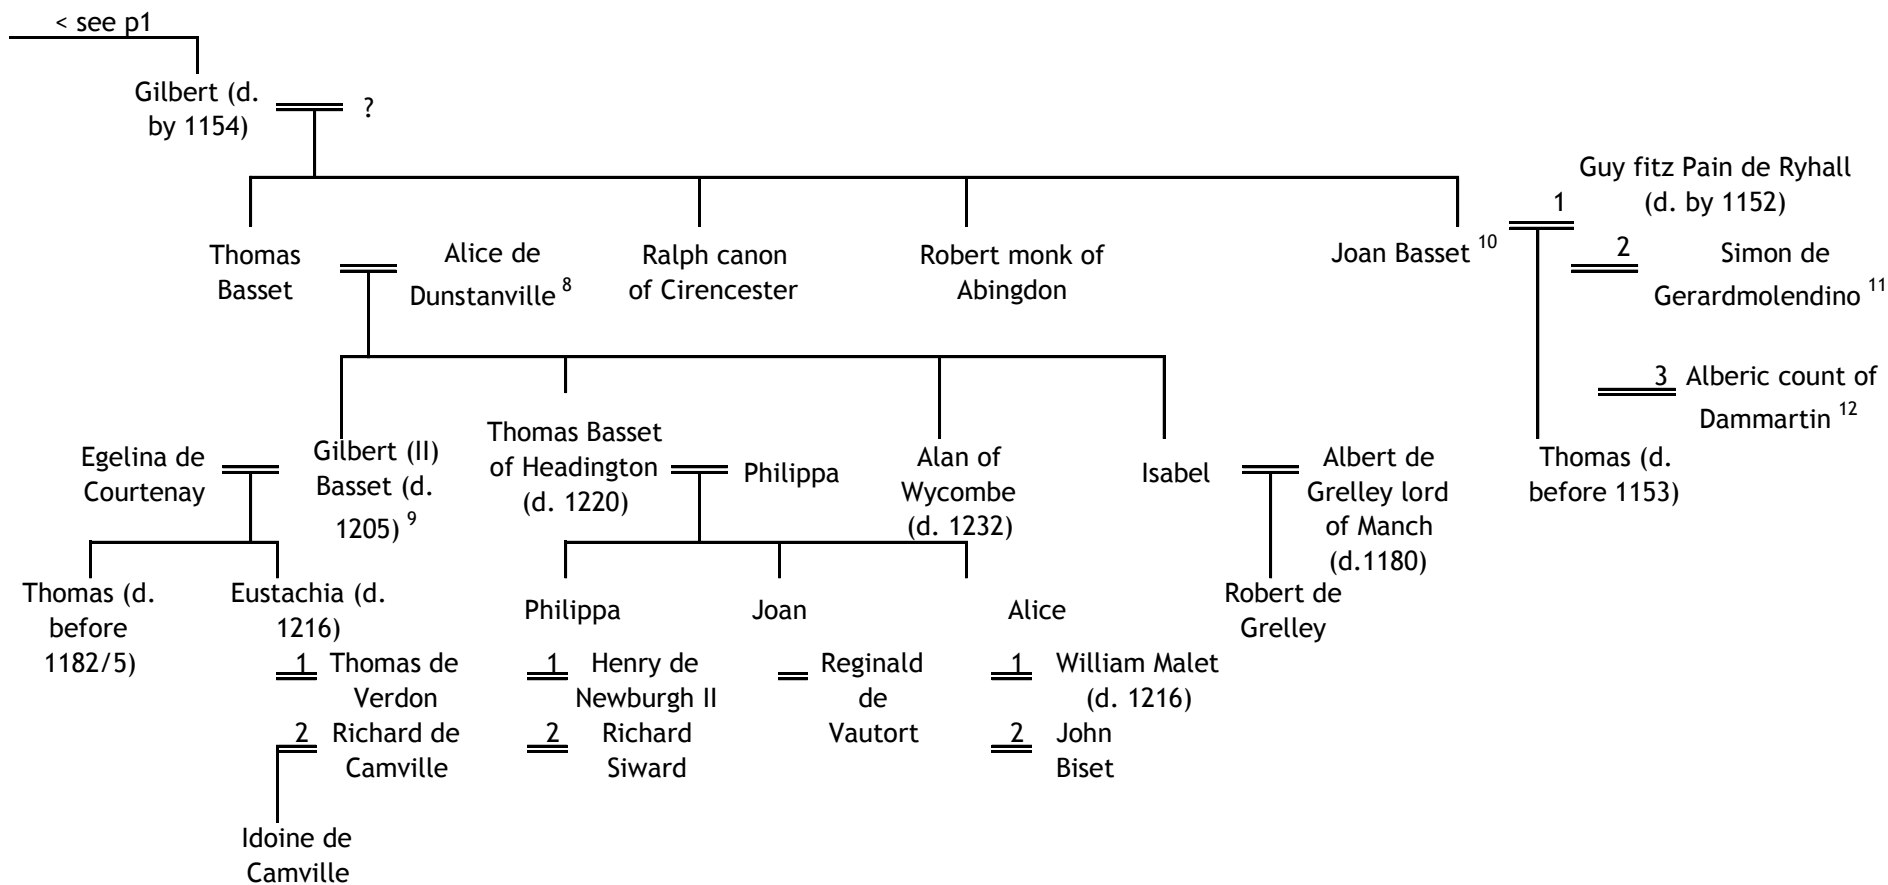 < see p1
Gilbert (d.
by 1154)
?
Guy fitz Pain de Ryhall
(d. by 1152)
1
Thomas
Basset
Alice de
Dunstanville 8
Ralph canon
of Cirencester
Robert monk of
Abingdon
Joan Basset 10
2
Simon de
Gerardmolendino 11
3
Alberic count of
Dammartin 12
Egelina de
Courtenay
Gilbert (II)
Basset (d.
1205) 9
Thomas Basset
of Headington
(d. 1220)
Philippa
Alan of
Wycombe
(d. 1232)
Isabel
Albert de
Grelley lord
of Manch
(d.1180)
Thomas (d.
before 1153)
Thomas (d.
before
1182/5)
Eustachia (d.
1216)
Philippa
Joan
Alice
Robert de
Grelley
1
Thomas de
Verdon
1
Henry de
Newburgh II
Reginald
de
Vautort
1
William Malet
(d. 1216)
2
Richard de
Camville
2
Richard
Siward
2
John
Biset
Idoine de
Camville